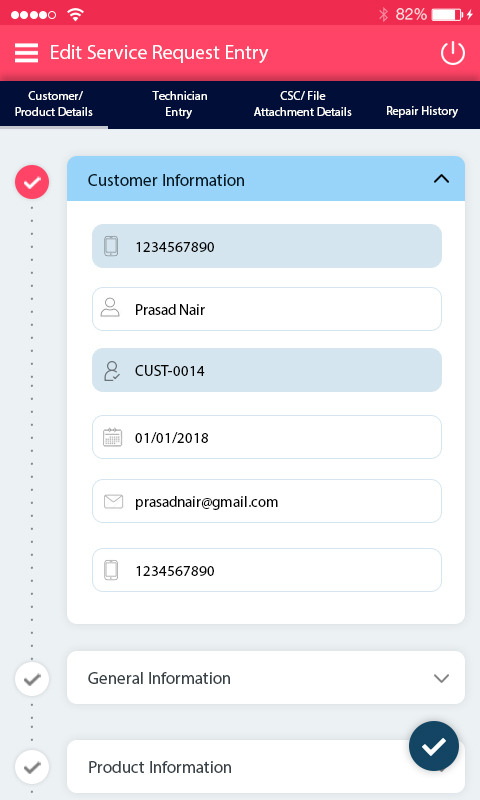 82%
Edit Service Request Entry
Customer/
Product Details
Technician
Entry
CSC/ File
Attachment Details
Repair History
Customer Information
1234567890
Prasad Nair
CUST-0014
01/01/2018
prasadnair@gmail.com
1234567890
General Information
Product Information